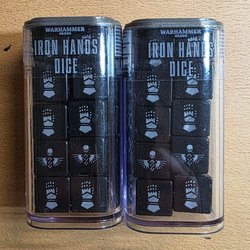 WARHAMMER
40,000
IRON HANDS
DICE
WARHAMMER
40,000
IRON HANDS
DICE